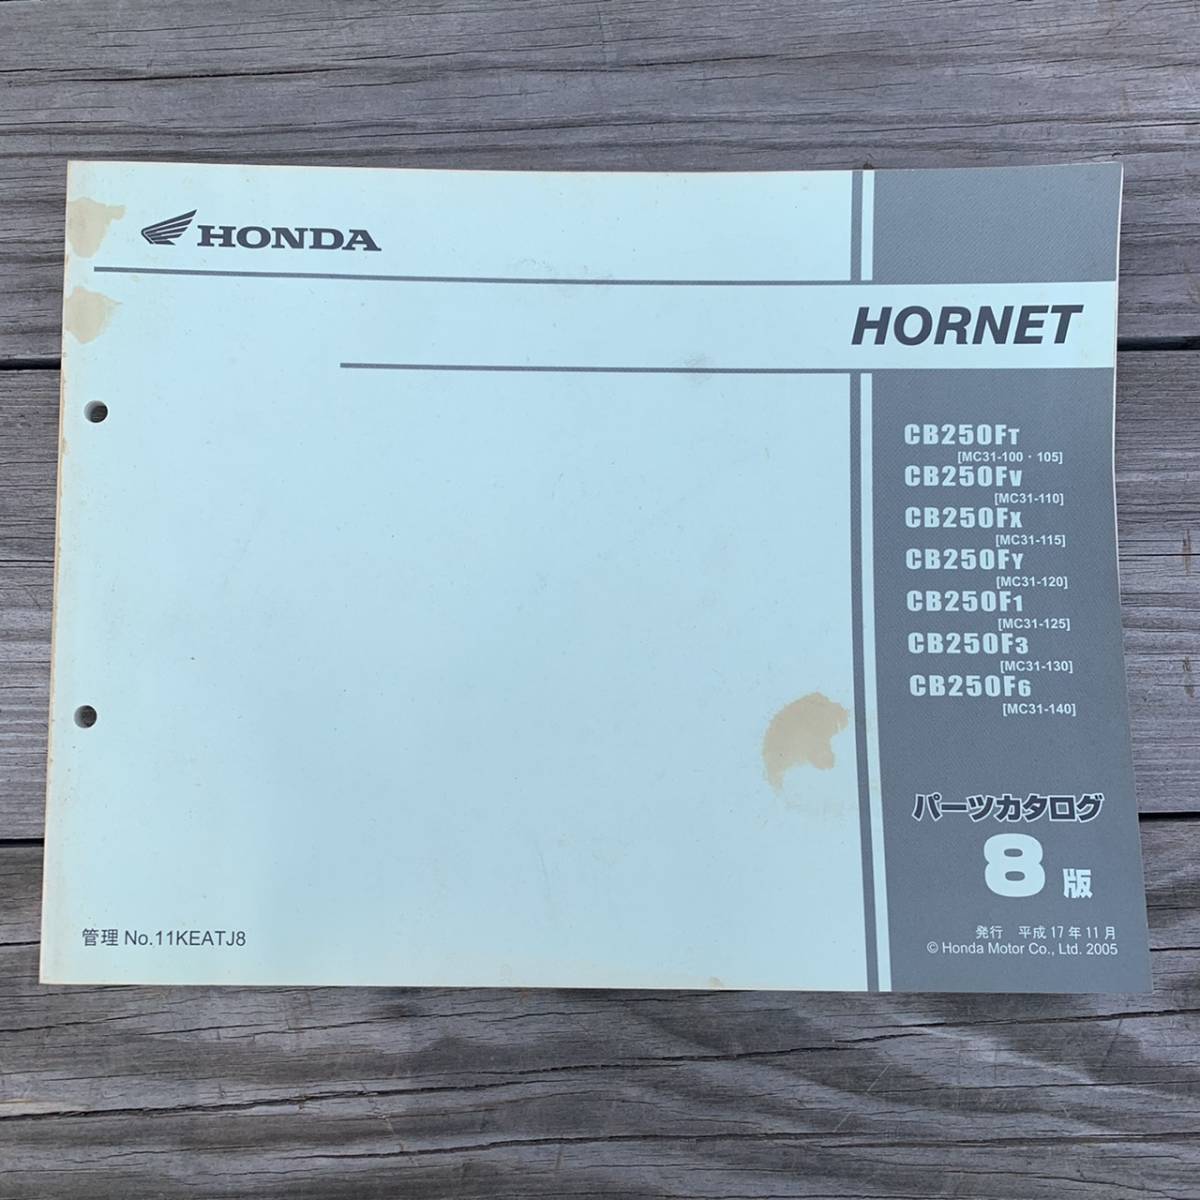 HONDA
HORNET
CB250FT
[MC31-100・105]
CB250FV
[MC31-110]
CB250FX
[MC31-115]
CB250FY
[MC31-120]
CB250F1
[MC31-125]
CB250F3
[MC31-130]
CB250F6
[MC31-140]
パーツカタログ
8版
発行 平成17年11月
© Honda Motor Co., Ltd. 2005
管理 No.11KEATJ8